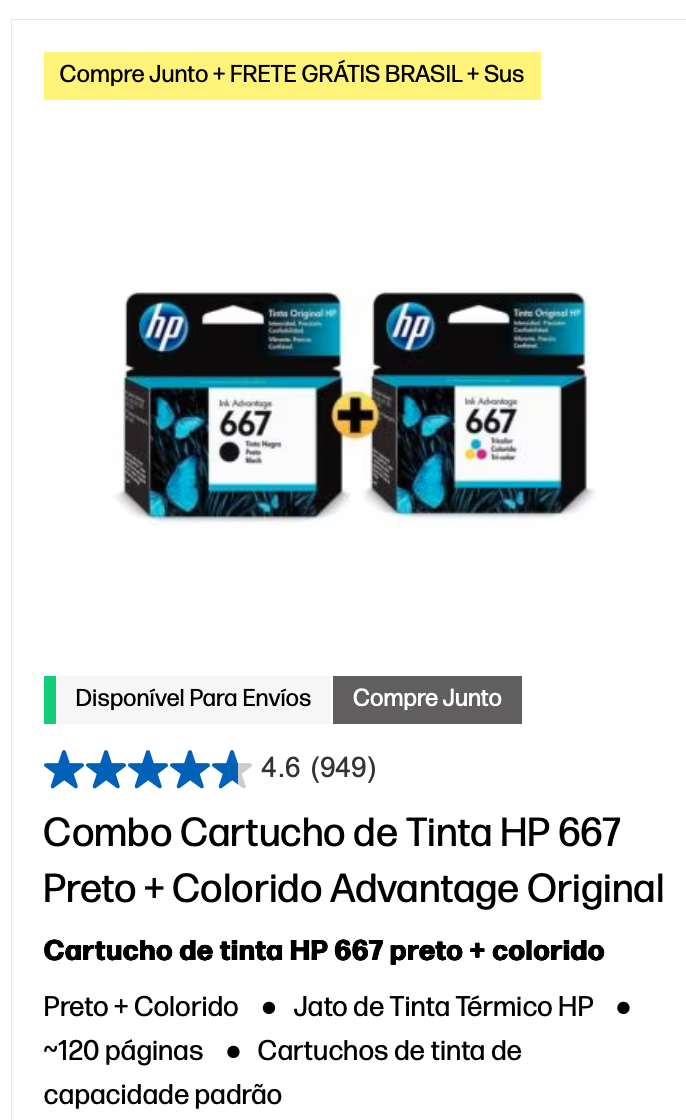 Compre Junto + FRETE GRÁTIS BRASIL + Sus
hp
Tinta Original HP
Ink Advantage
667
Tinta Negra
Preto
Black
hp
Tinta Original HP
Ink Advantage
667
Tricolor
Colorido
Tri-color
Disponível Para Envíos
Compre Junto
4.6 (949)
Combo Cartucho de Tinta HP 667
Preto + Colorido Advantage Original
Cartucho de tinta HP 667 preto + colorido
Preto + Colorido ● Jato de Tinta Térmico HP ●
~120 páginas ● Cartuchos de tinta de
capacidade padrão